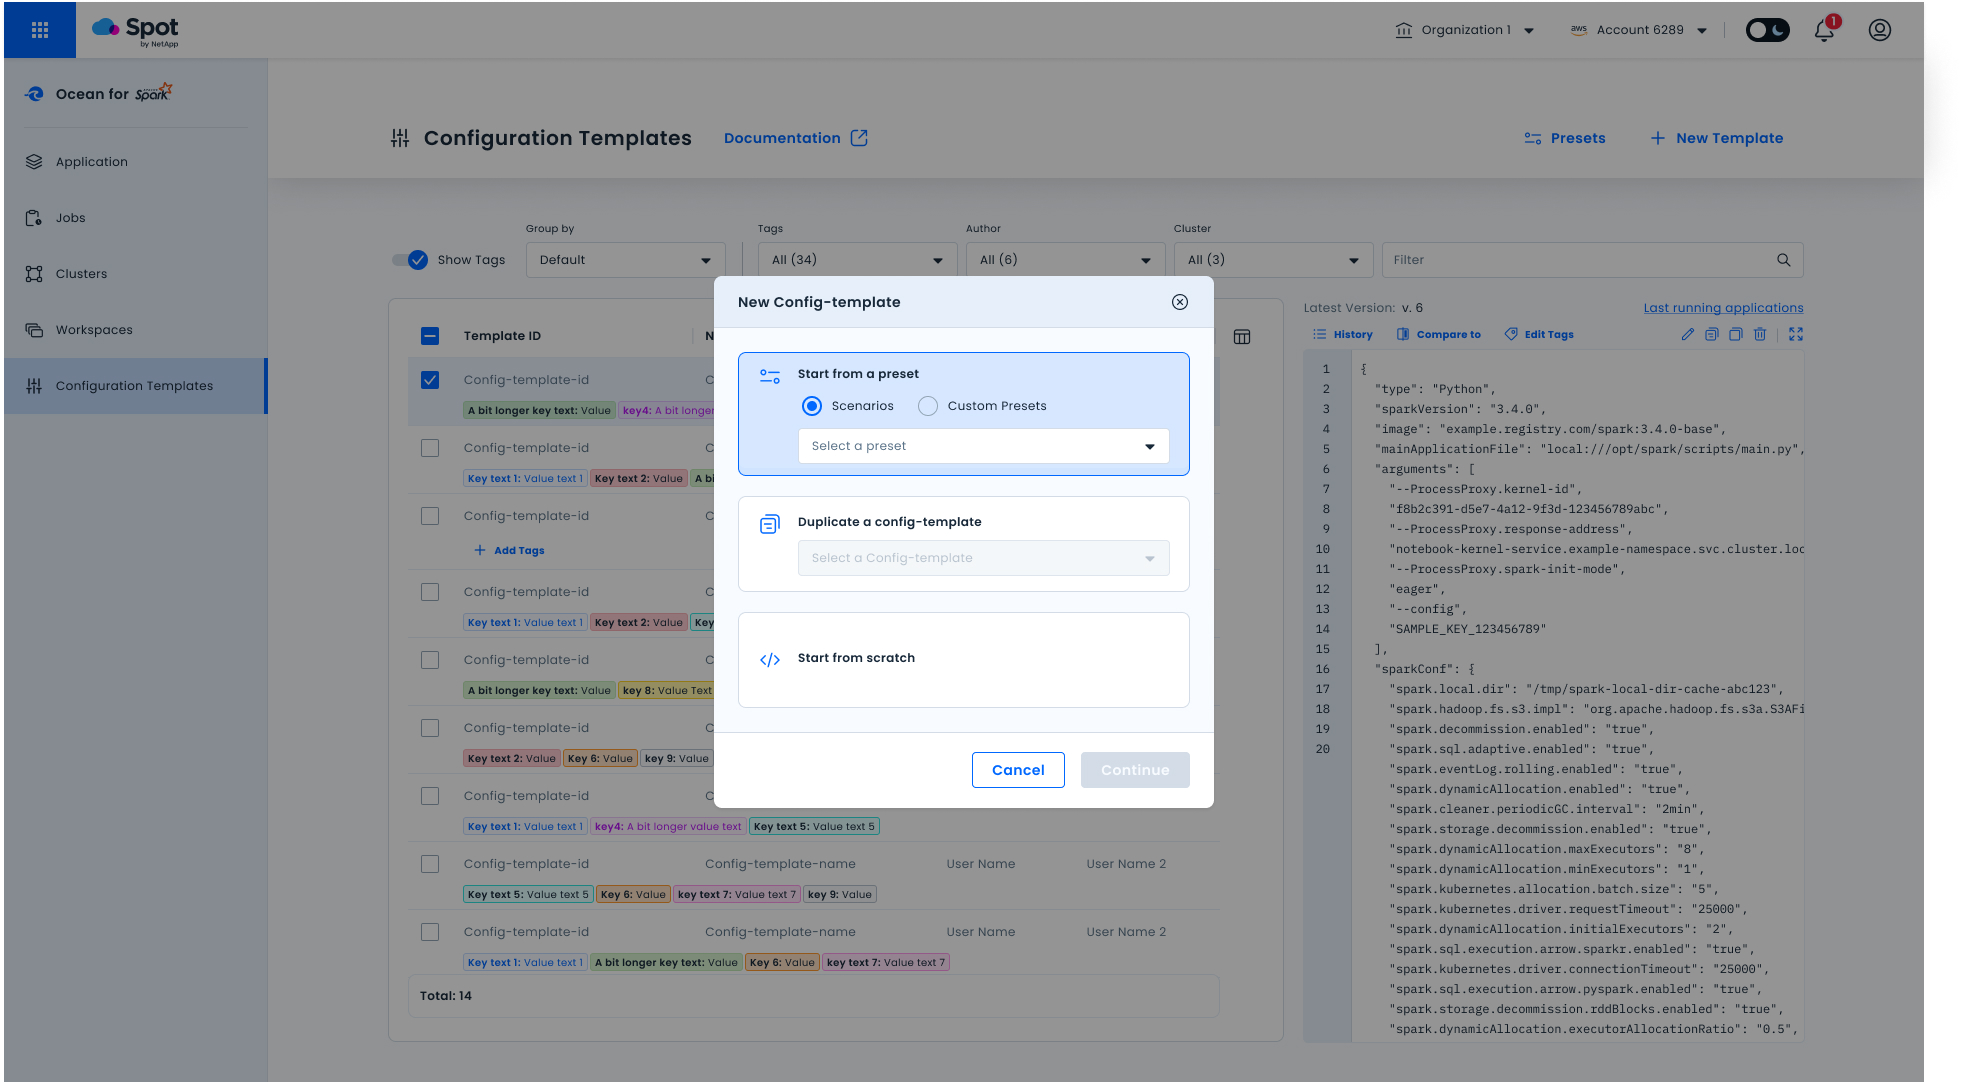 Spot
by NetApp
Organization 1
aws
Account 6289
1
Ocean for Spark
Application
Jobs
Clusters
Workspaces
Configuration Templates
Configuration Templates
Documentation
Presets
New Template
Show Tags
Group by
Default
Tags
All (34)
Author
All (6)
Cluster
All (3)
Filter
Template ID
N
Config-template-id
C
A bit longer key text: Value
key4: A bit longer
Config-template-id
C
Key text 1: Value text 1
Key text 2: Value
A bi
Config-template-id
C
Add Tags
Config-template-id
C
Key text 1: Value text 1
Key text 2: Value
Key
Config-template-id
C
A bit longer key text: Value
key 8: Value Text
Config-template-id
C
Key text 2: Value
Key 6: Value
key 9: Value
Config-template-id
C
Key text 1: Value text 1
key4: A bit longer value text
Key text 5: Value text 5
Config-template-id
Config-template-name
User Name
User Name 2
Key text 5: Value text 5
Key 6: Value
key text 7: Value text 7
key 9: Value
Config-template-id
Config-template-name
User Name
User Name 2
Key text 1: Value text 1
A bit longer key text: Value
Key 6: Value
key text 7: Value text 7
Total: 14
New Config-template
Start from a preset
Scenarios
Custom Presets
Select a preset
Duplicate a config-template
Select a Config-template
Start from scratch
Cancel
Continue
Latest Version: v. 6
Last running applications
History
Compare to
Edit Tags
1 {
2 "type": "Python",
3 "sparkVersion": "3.4.0",
4 "image": "example.registry.com/spark:3.4.0-base",
5 "mainApplicationFile": "local:///opt/spark/scripts/main.py",
6 "arguments": [
7 "--ProcessProxy.kernel-id",
8 "f8b2c391-d5e7-4a12-9f3d-123456789abc",
9 "--ProcessProxy.response-address",
10 "notebook-kernel-service.example-namespace.svc.cluster.loc
11 "--ProcessProxy.spark-init-mode",
12 "eager",
13 "--config",
14 "SAMPLE_KEY_123456789"
15 ],
16 "sparkConf": {
17 "spark.local.dir": "/tmp/spark-local-dir-cache-abc123",
18 "spark.hadoop.fs.s3.impl": "org.apache.hadoop.fs.s3a.S3AFi
19 "spark.decommission.enabled": "true",
20 "spark.sql.adaptive.enabled": "true",
"spark.eventLog.rolling.enabled": "true",
"spark.dynamicAllocation.enabled": "true",
"spark.cleaner.periodicGC.interval": "2min",
"spark.storage.decommission.enabled": "true",
"spark.dynamicAllocation.maxExecutors": "8",
"spark.dynamicAllocation.minExecutors": "1",
"spark.kubernetes.allocation.batch.size": "5",
"spark.kubernetes.driver.requestTimeout": "25000",
"spark.dynamicAllocation.initialExecutors": "2",
"spark.sql.execution.arrow.sparkr.enabled": "true",
"spark.kubernetes.driver.connectionTimeout": "25000",
"spark.sql.execution.arrow.pyspark.enabled": "true",
"spark.storage.decommission.rddBlocks.enabled": "true",
"spark.dynamicAllocation.executorAllocationRatio": "0.5",